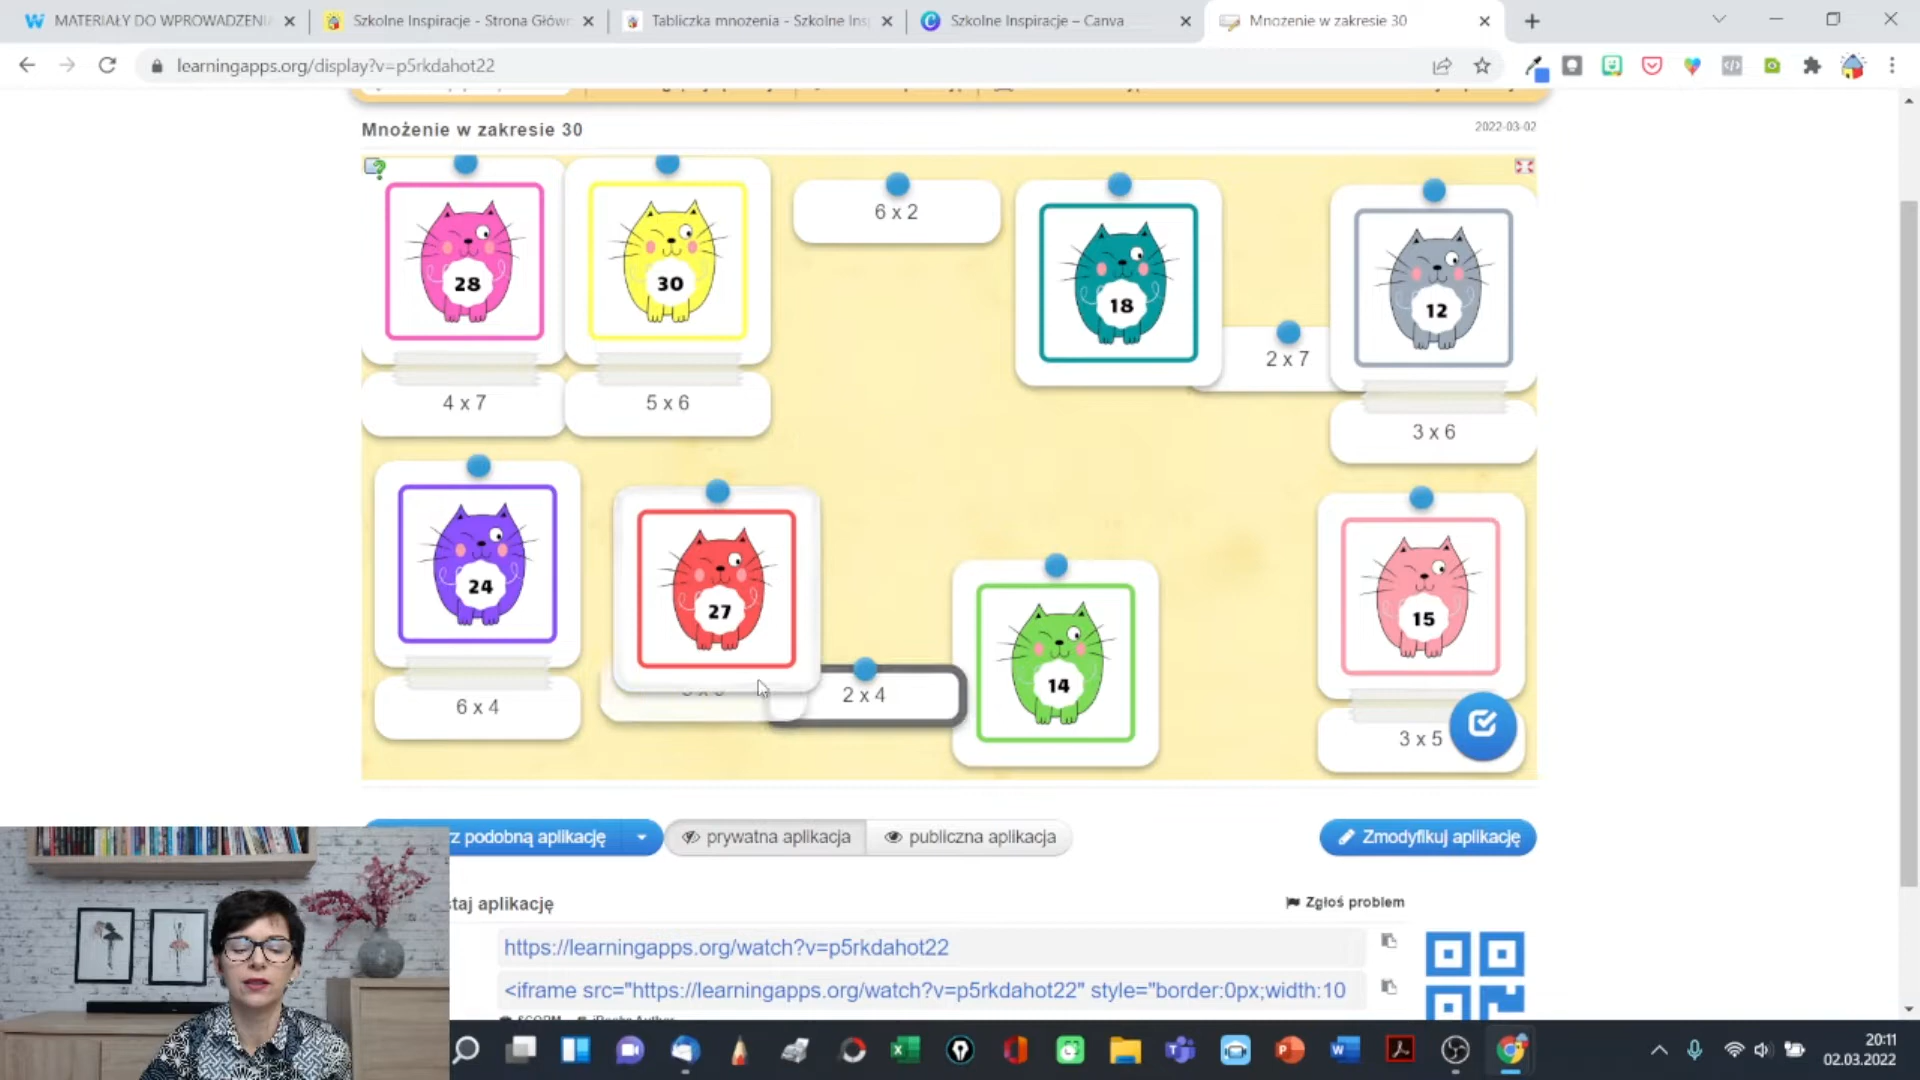 MATERIAŁY DO WPROWADZENI
Szkolne Inspiracje - Strona Główn
Tabliczka mnożenia - Szkolne Insp
Szkolne Inspiracje – Canva
Mnożenie w zakresie 30
learningapps.org/display?v=p5rkdahot22
Mnożenie w zakresie 30
2022-03-02
28
30
6 x 2
18
12
2 x 7
4 x 7
5 x 6
3 x 6
24
27
14
15
6 x 4
2 x 4
3 x 5
z podobną aplikację
prywatna aplikacja
publiczna aplikacja
Zmodyfikuj aplikację
taj aplikację
Zgłoś problem
https://learningapps.org/watch?v=p5rkdahot22
<iframe src="https://learningapps.org/watch?v=p5rkdahot22" style="border:0px;width:10
20:11
02.03.2022